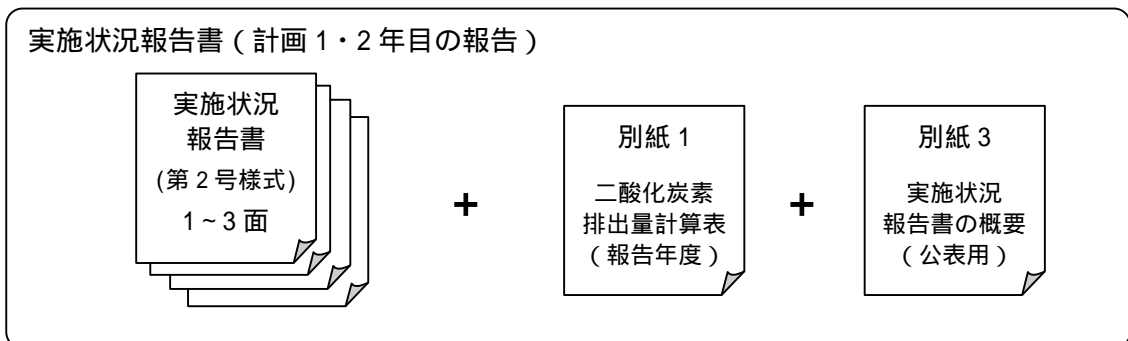 実施状況報告書（計画１・２年目の報告）
実施状況
報告書
(第２号様式)
１～３面
+
別紙１
二酸化炭素
排出量計算表
（報告年度）
+
別紙３
実施状況
報告書の概要
（公表用）